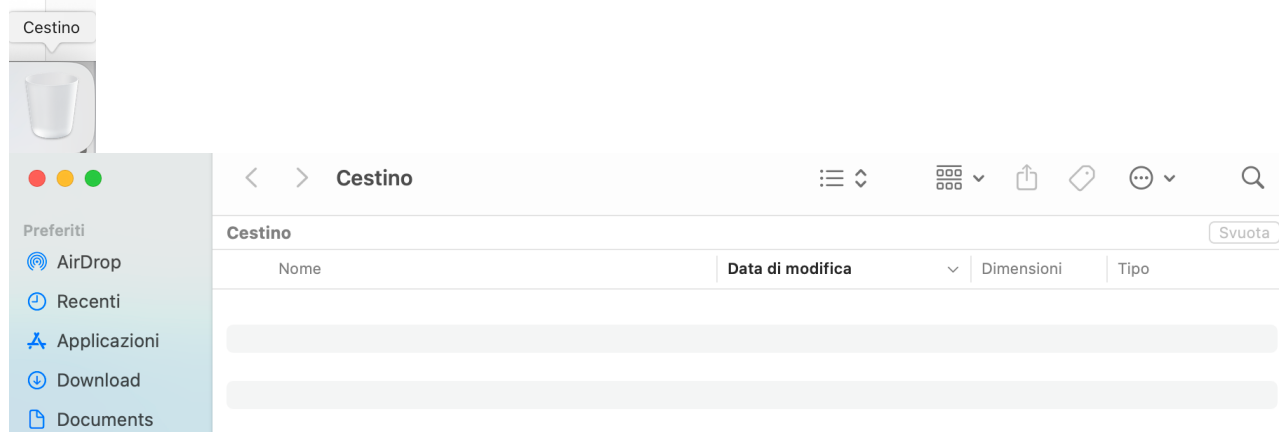 Cestino
Cestino
Preferiti
AirDrop
Recenti
Applicazioni
Download
Documents
Cestino
Svuota
Nome
Data di modifica
Dimensioni
Tipo